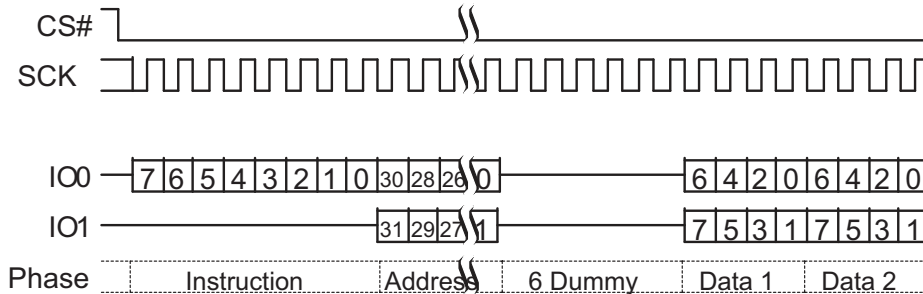 CS#
SCK
IO0 7 6 5 4 3 2 1 0 30 28 26 0 6 4 2 0 6 4 2 0
IO1 31 29 27 1 7 5 3 1 7 5 3 1
Phase Instruction Address 6 Dummy Data 1 Data 2